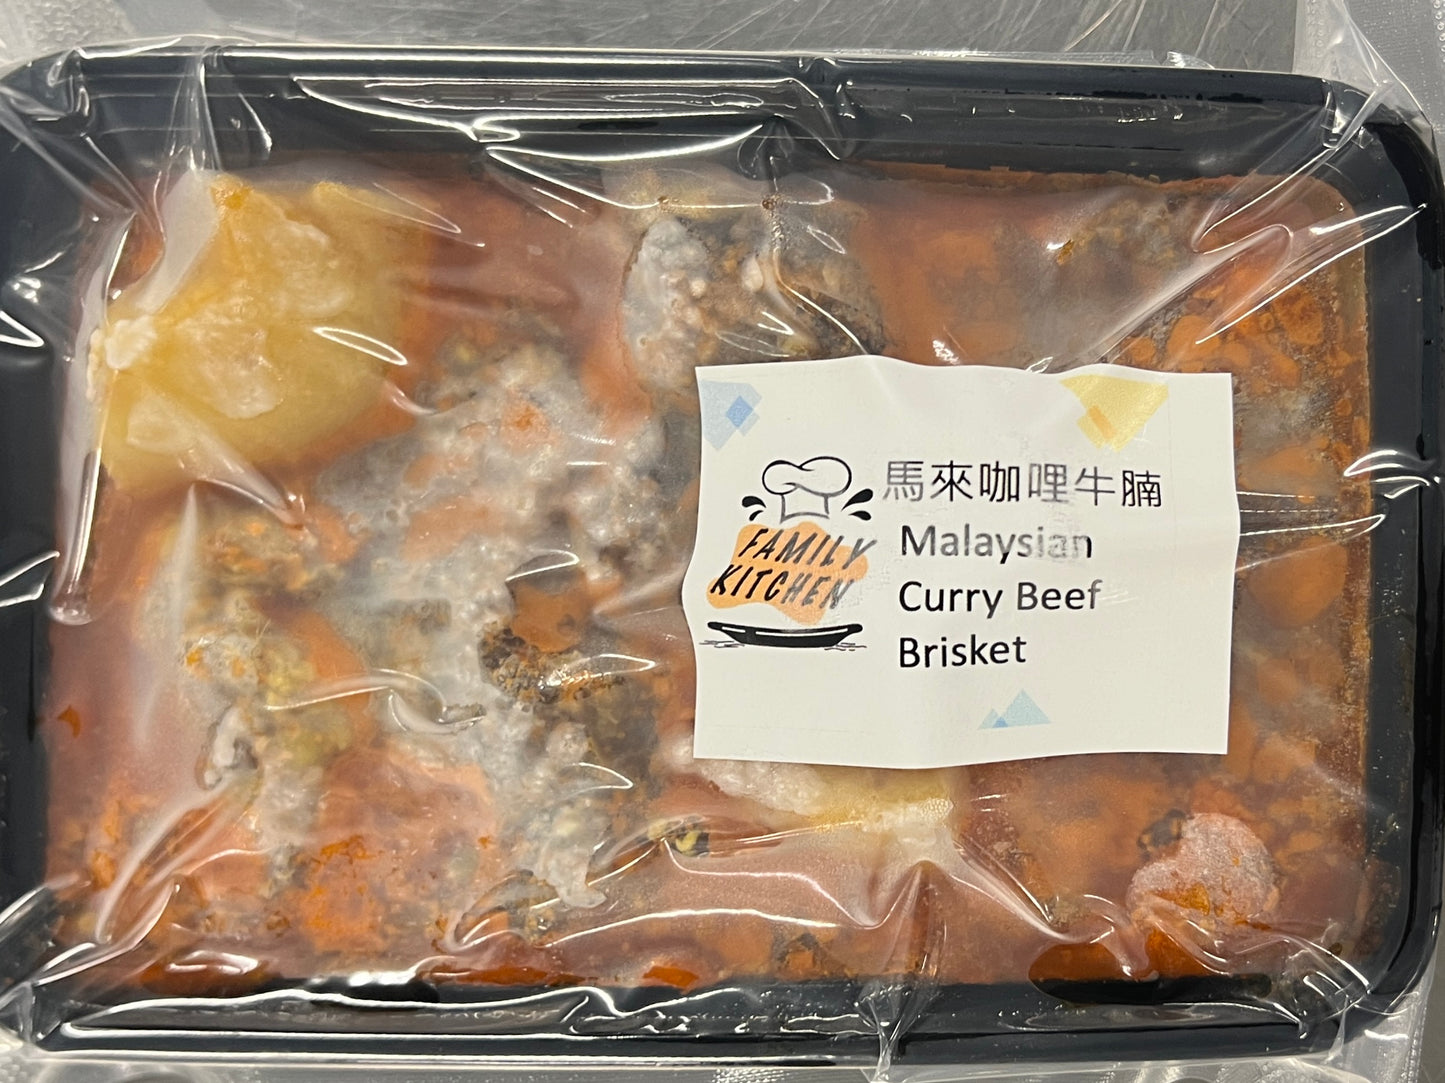 FAMILY
KITCHEN
馬來咖哩牛腩
Malaysian
Curry Beef
Brisket